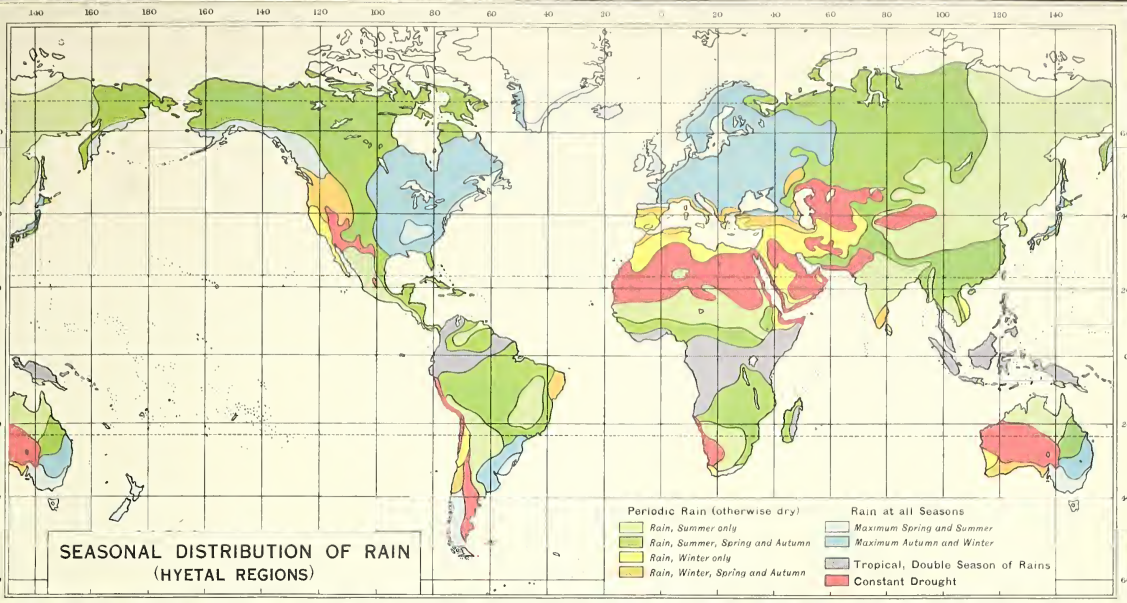 140 160 180 160 140 120 100 80 60 40 20 0 20 40 60 80 100 120 140
SEASONAL DISTRIBUTION OF RAIN
(HYETAL REGIONS)
Periodic Rain (otherwise dry)
Rain, Summer only
Rain, Summer, Spring and Autumn
Rain, Winter only
Rain, Winter, Spring and Autumn
Rain at all Seasons
Maximum Spring and Summer
Maximum Autumn and Winter
Tropical, Double Season of Rains
Constant Drought